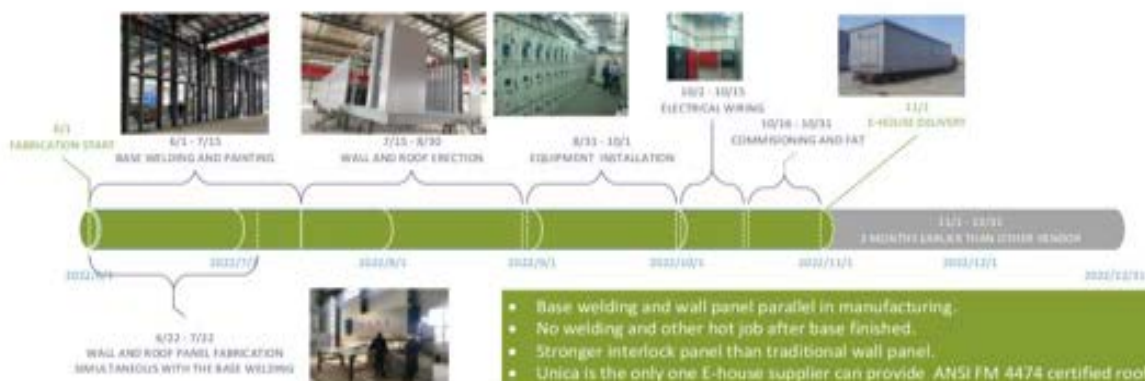 6/1
FABRICATION START
6/1 - 7/15
BASE WELDING AND PAINTING
7/15 - 8/30
WALL AND ROOF ERECTION
8/31 - 10/1
EQUIPMENT INSTALLATION
10/2 - 10/15
ELECTRICAL WIRING
10/16 - 10/31
COMMISIONING AND FAT
11/1
E-HOUSE DELIVERY
11/1 - 12/31
MONTHS EARLIER THAN OTHER VENDOR
2022/6/1
2022/7/1
2022/8/1
2022/9/1
2022/10/1
2022/11/1
2022/12/1
2022/12/31
6/22 - 7/22
WALL AND ROOF PANEL FABRICATION
SIMULTANEOUS WITH THE BASE WELDING
• Base welding and wall panel parallel in manufacturing.
• No welding and other hot job after base finished.
• Stronger interlock panel than traditional wall panel.
• Unica is the only one E-house supplier can provide ANSI FM 4474 certified roof